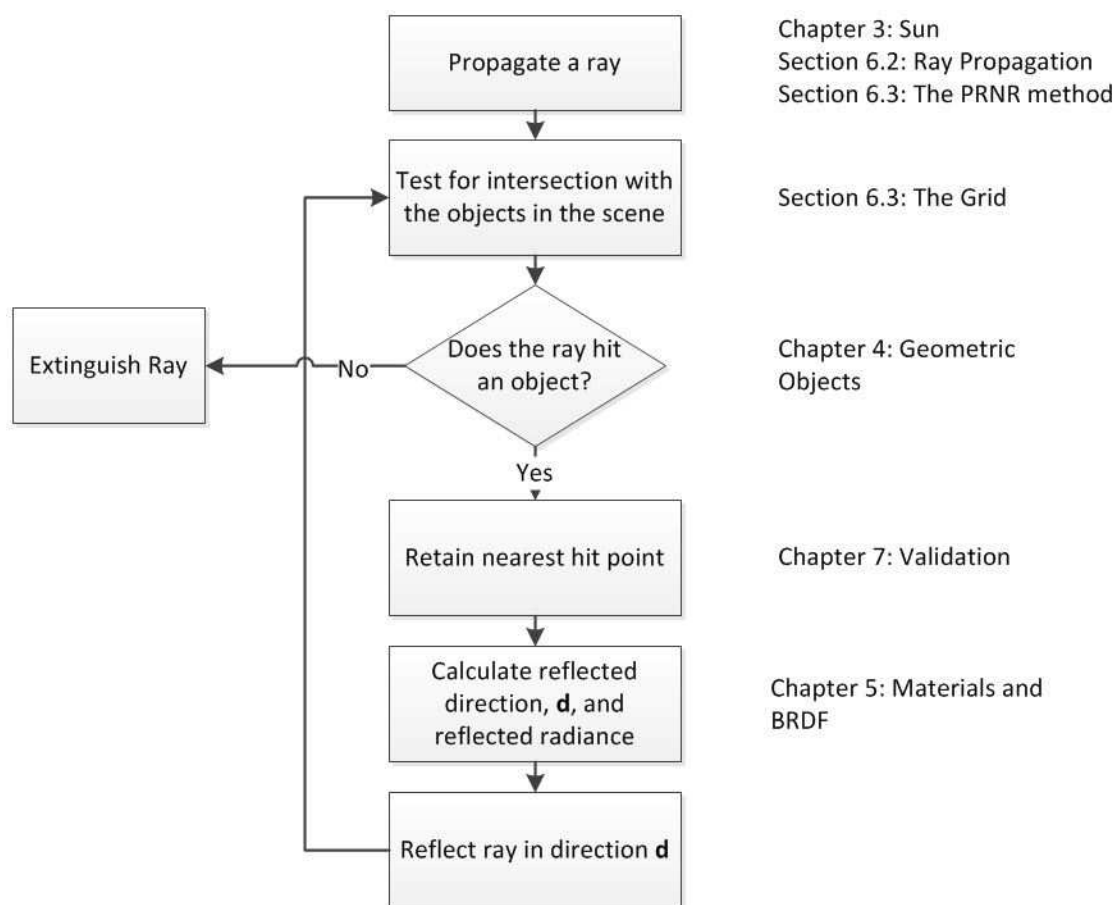 Propagate a ray
Chapter 3: Sun
Section 6.2: Ray Propagation
Section 6.3: The PRNR method
Test for intersection with
the objects in the scene
Section 6.3: The Grid
Extinguish Ray
No
Does the ray hit
an object?
Chapter 4: Geometric
Objects
Yes
Retain nearest hit point
Chapter 7: Validation
Calculate reflected
direction, d, and
reflected radiance
Chapter 5: Materials and
BRDF
Reflect ray in direction d